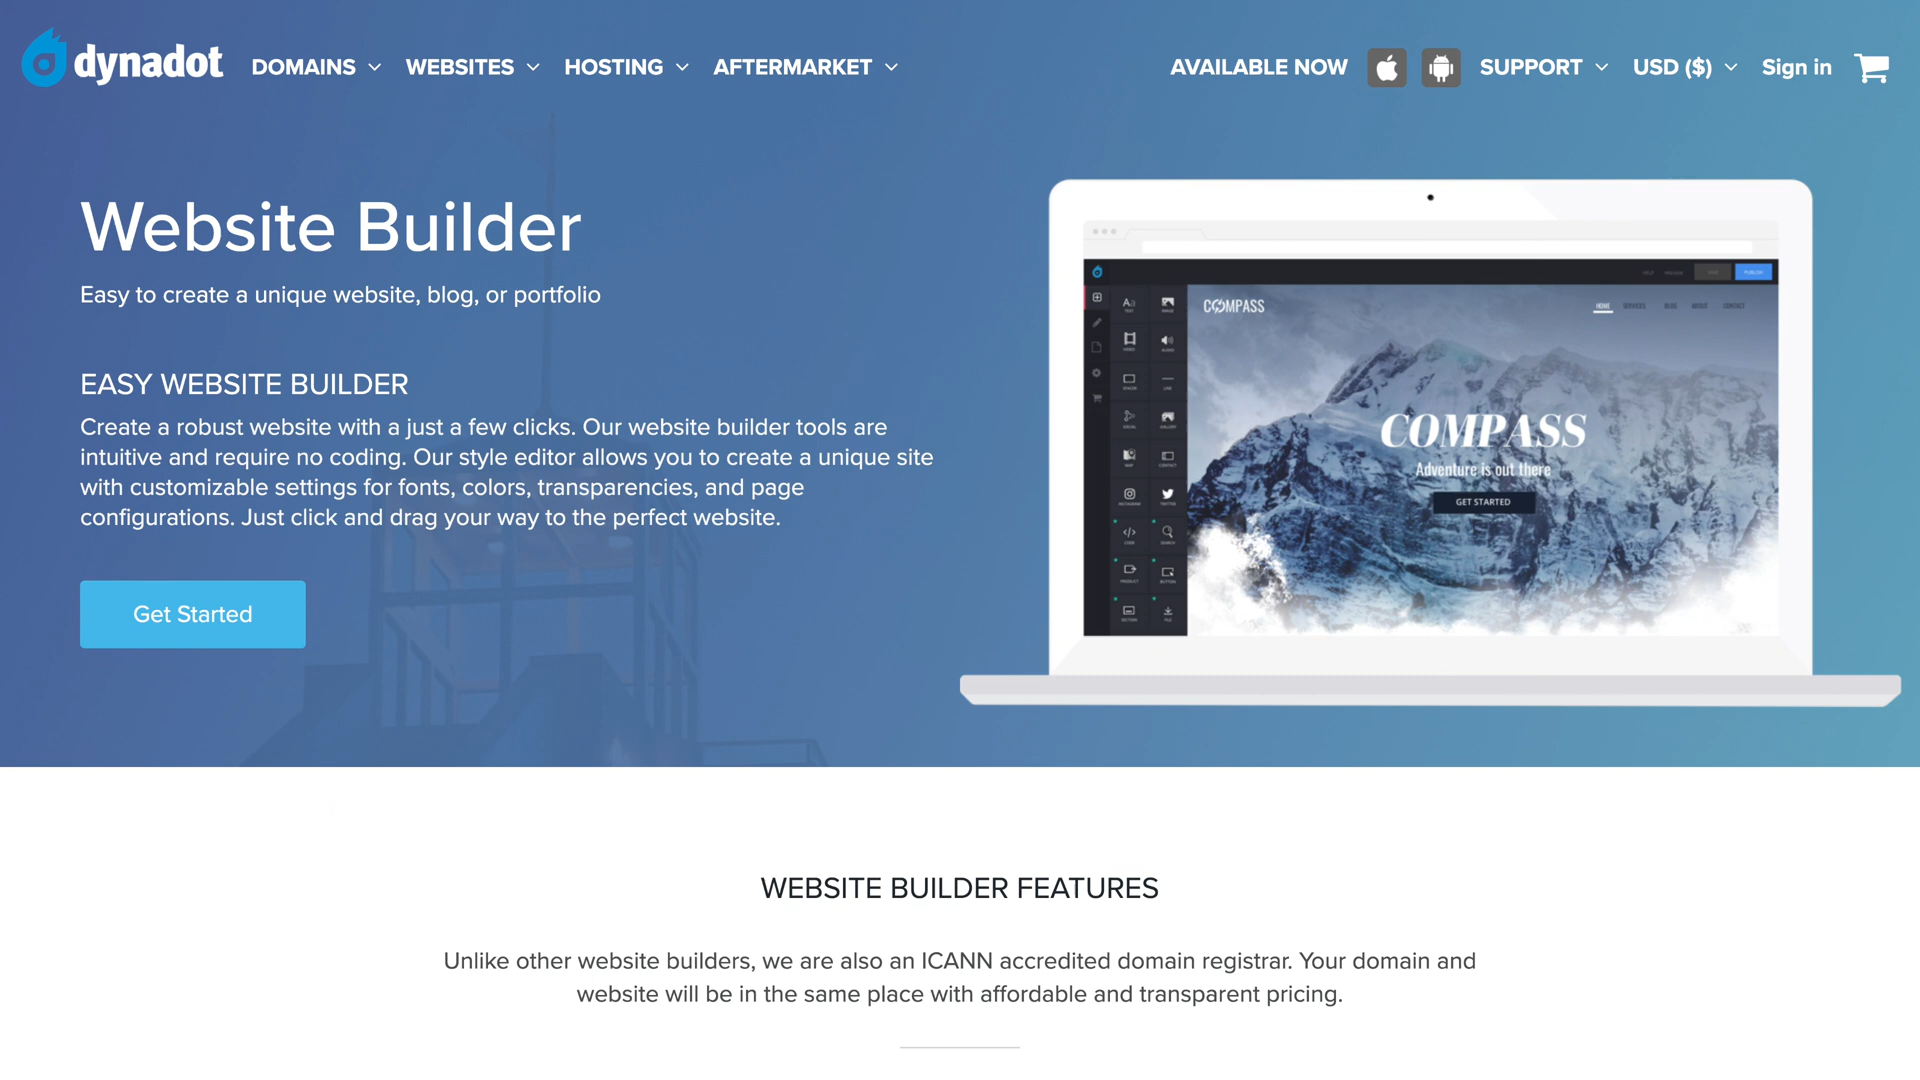 dynadot
DOMAINS
WEBSITES
HOSTING
AFTERMARKET
AVAILABLE NOW
SUPPORT
USD ($)
Sign in
Website Builder
Easy to create a unique website, blog, or portfolio
EASY WEBSITE BUILDER
Create a robust website with a just a few clicks. Our website builder tools are
intuitive and require no coding. Our style editor allows you to create a unique site
with customizable settings for fonts, colors, transparencies, and page
configurations. Just click and drag your way to the perfect website.
Get Started
COMPASS
HOME
SERVICES
BLOG
ABOUT
CONTACT
COMPASS
Adventure is out there
GET STARTED
WEBSITE BUILDER FEATURES
Unlike other website builders, we are also an ICANN accredited domain registrar. Your domain and
website will be in the same place with affordable and transparent pricing.